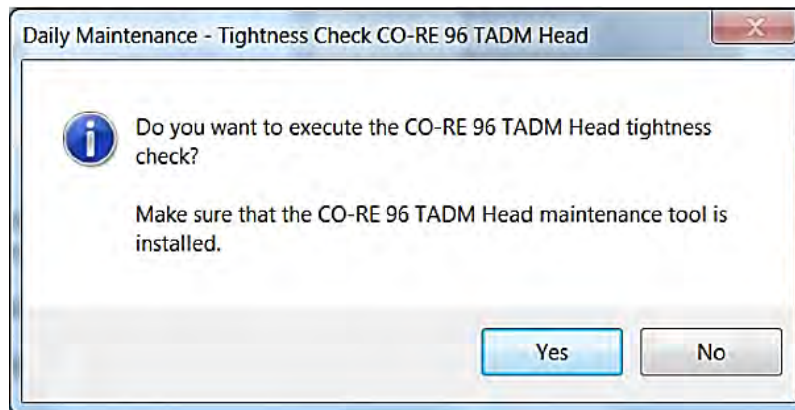 Daily Maintenance - Tightness Check CO-RE 96 TADM Head
Do you want to execute the CO-RE 96 TADM Head tightness
check?
Make sure that the CO-RE 96 TADM Head maintenance tool is
installed.
Yes
No